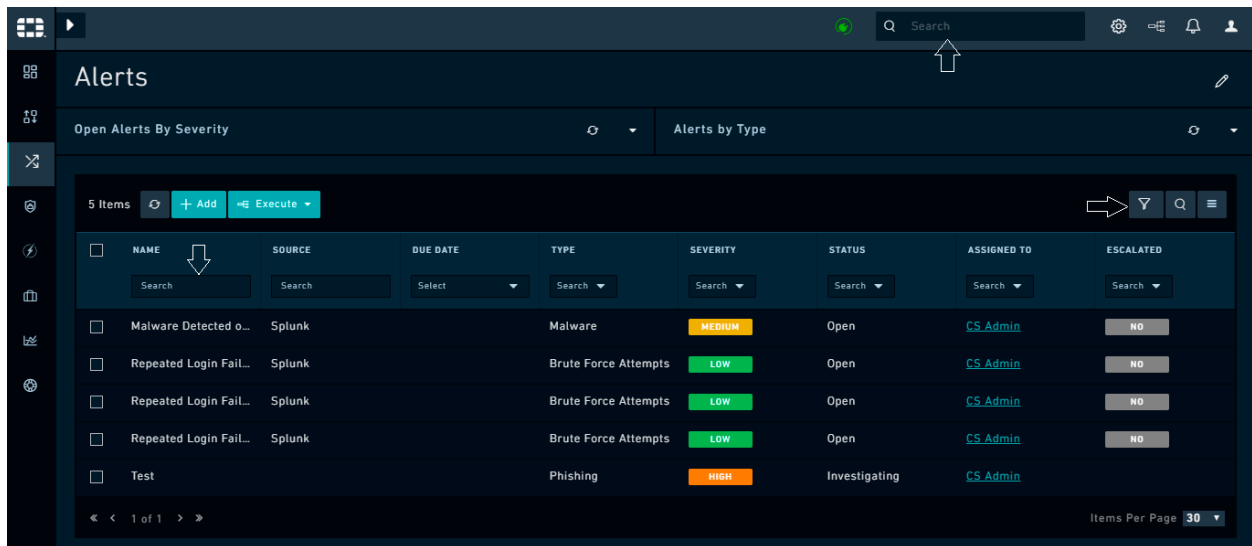 Search
Alerts
Open Alerts By Severity Alerts by Type
5 Items + Add Execute
NAME SOURCE DUE DATE TYPE SEVERITY STATUS ASSIGNED TO ESCALATED
Search Search Select Search Search Search Search Search
Malware Detected o... Splunk Malware MEDIUM Open CS Admin NO
Repeated Login Fail... Splunk Brute Force Attempts LOW Open CS Admin NO
Repeated Login Fail... Splunk Brute Force Attempts LOW Open CS Admin NO
Repeated Login Fail... Splunk Brute Force Attempts LOW Open CS Admin NO
Test Phishing HIGH Investigating CS Admin
1 of 1 Items Per Page 30